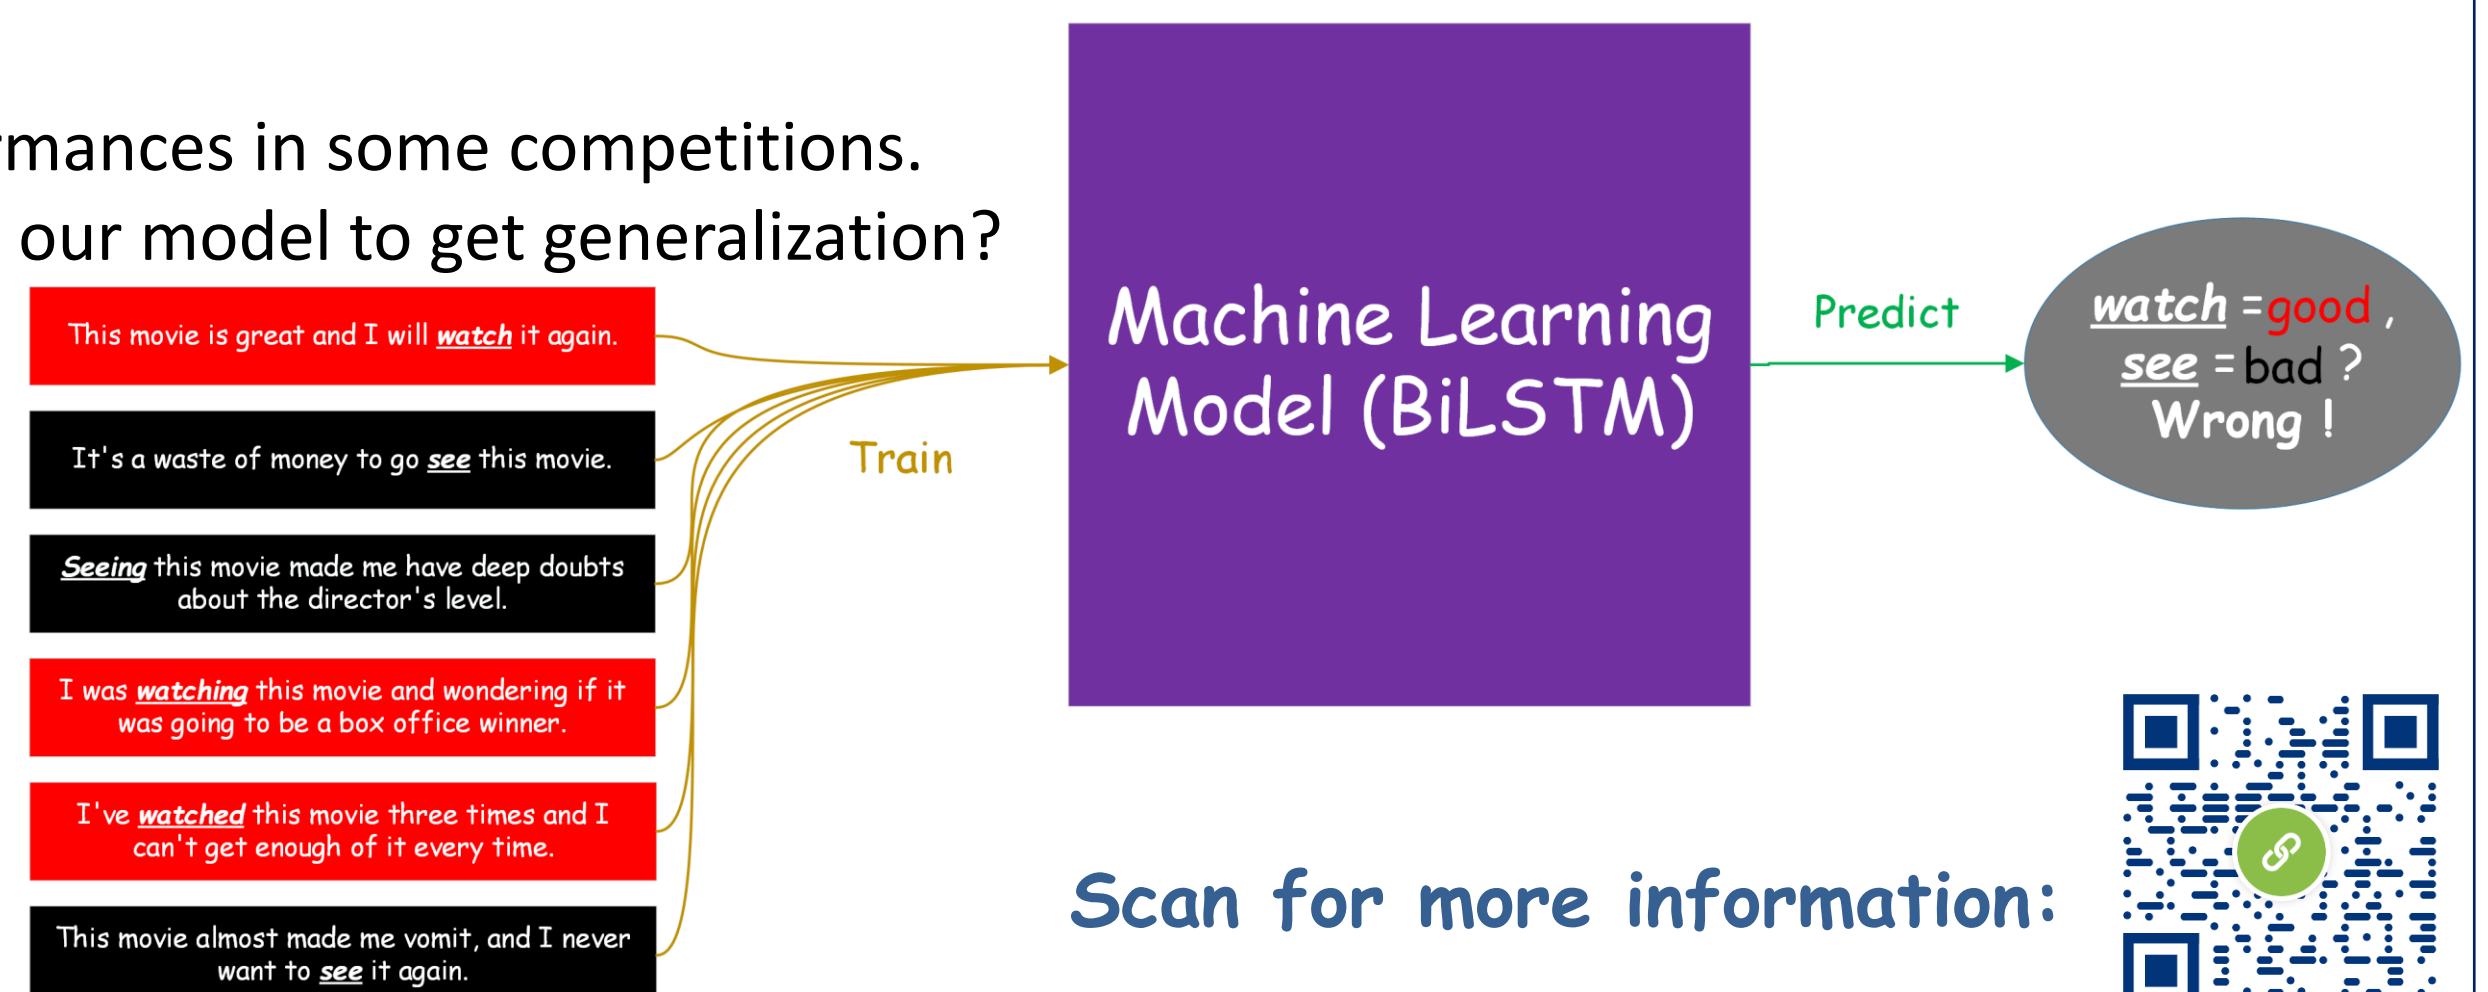 rmances in some competitions.
our model to get generalization?
This movie is great and I will watch it again.
It's a waste of money to go see this movie.
Seeing this movie made me have deep doubts
about the director's level.
I was watching this movie and wondering if it
was going to be a box office winner.
I've watched this movie three times and I
can't get enough of it every time.
This movie almost made me vomit, and I never
want to see it again.
Train
Machine Learning
Model (BiLSTM)
Predict
watch =good ,
see =bad ?
Wrong !
Scan for more information: